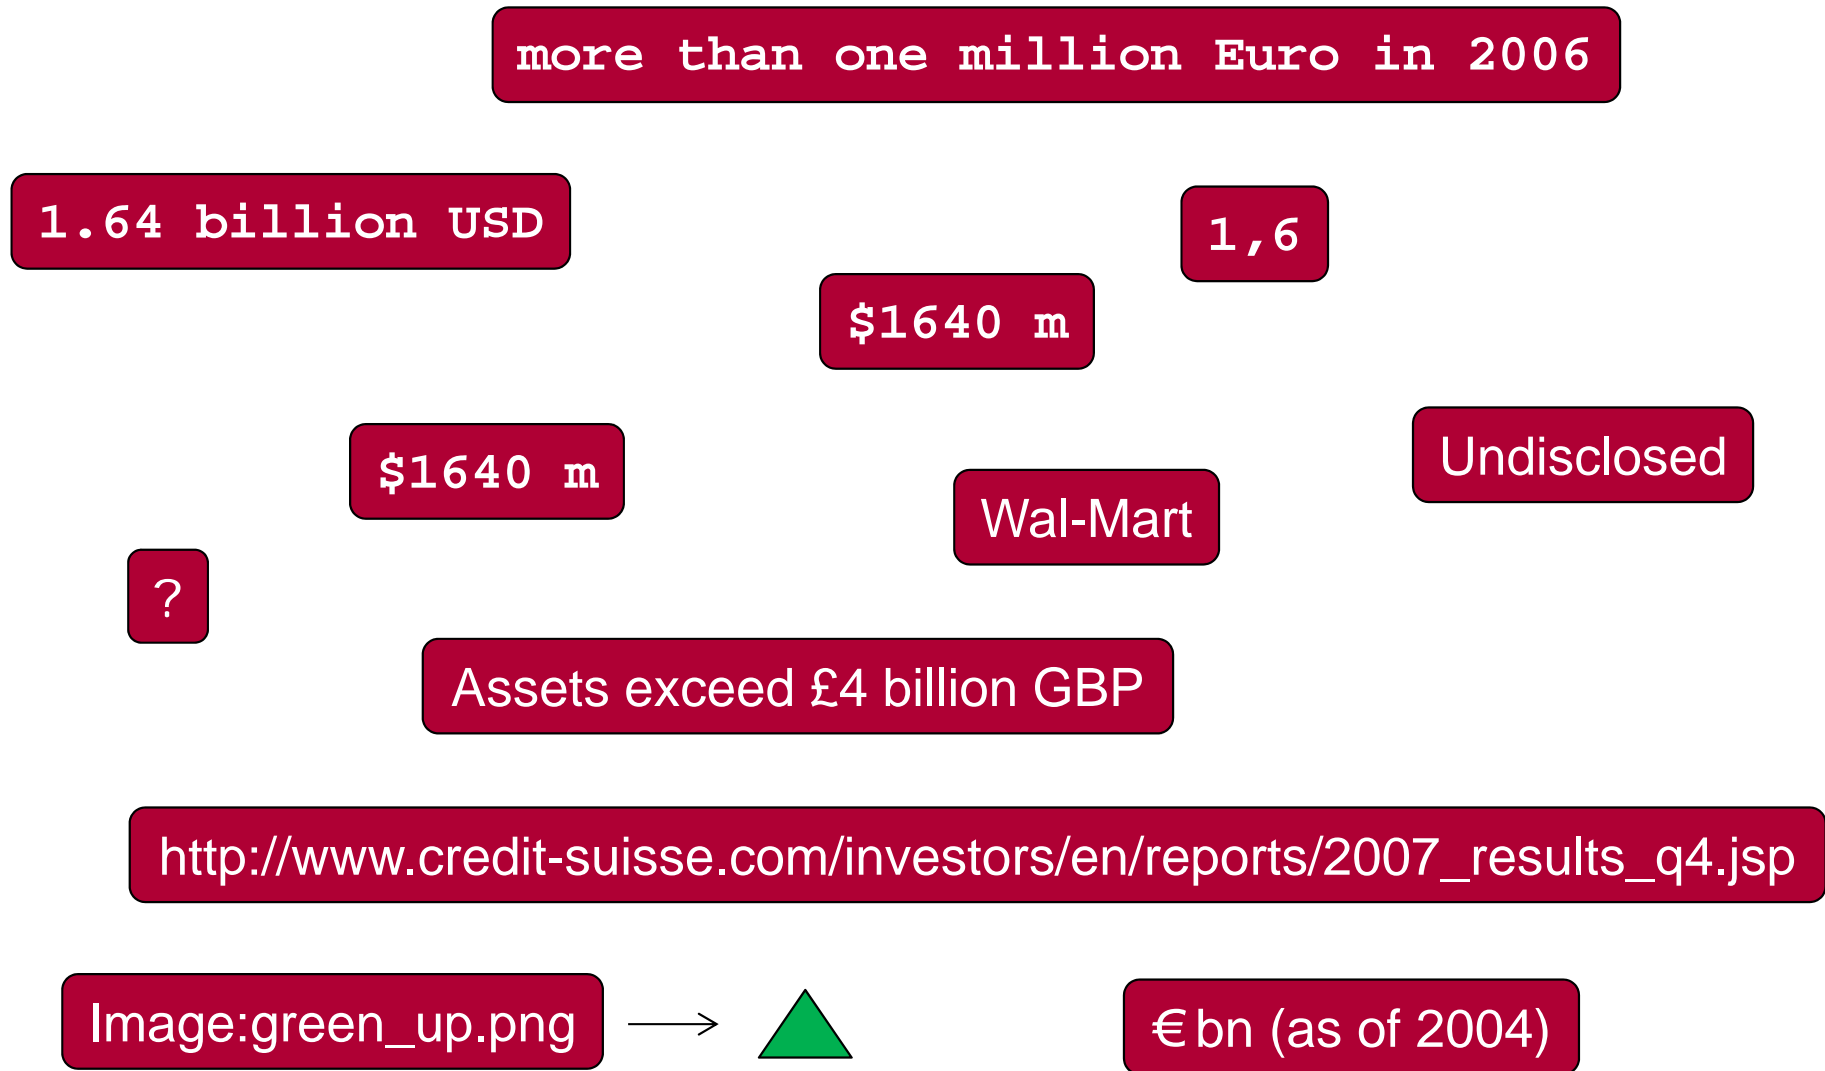 more than one million Euro in 2006
1.64 billion USD
1,6
$1640 m
Undisclosed
$1640 m
Wal-Mart
?
Assets exceed £4 billion GBP
http://www.credit-suisse.com/investors/en/reports/2007_results_q4.jsp
Image:green_up.png
€ bn (as of 2004)